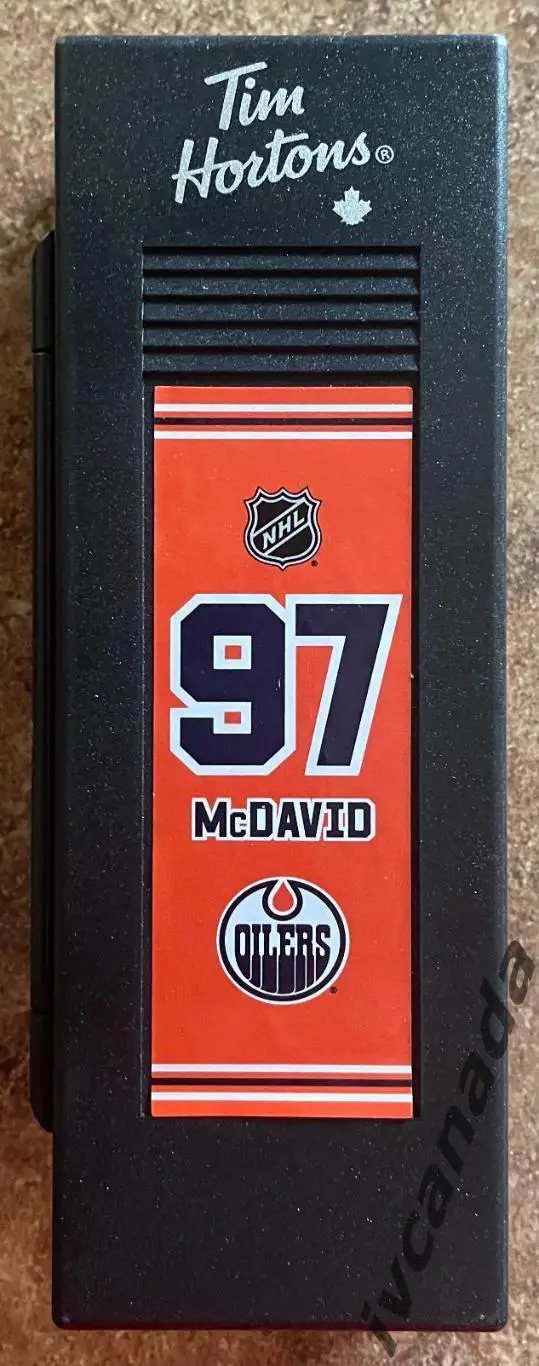 Tim
Hortons®
NHL®
97
McDAVID
OILERS®
ivcanada